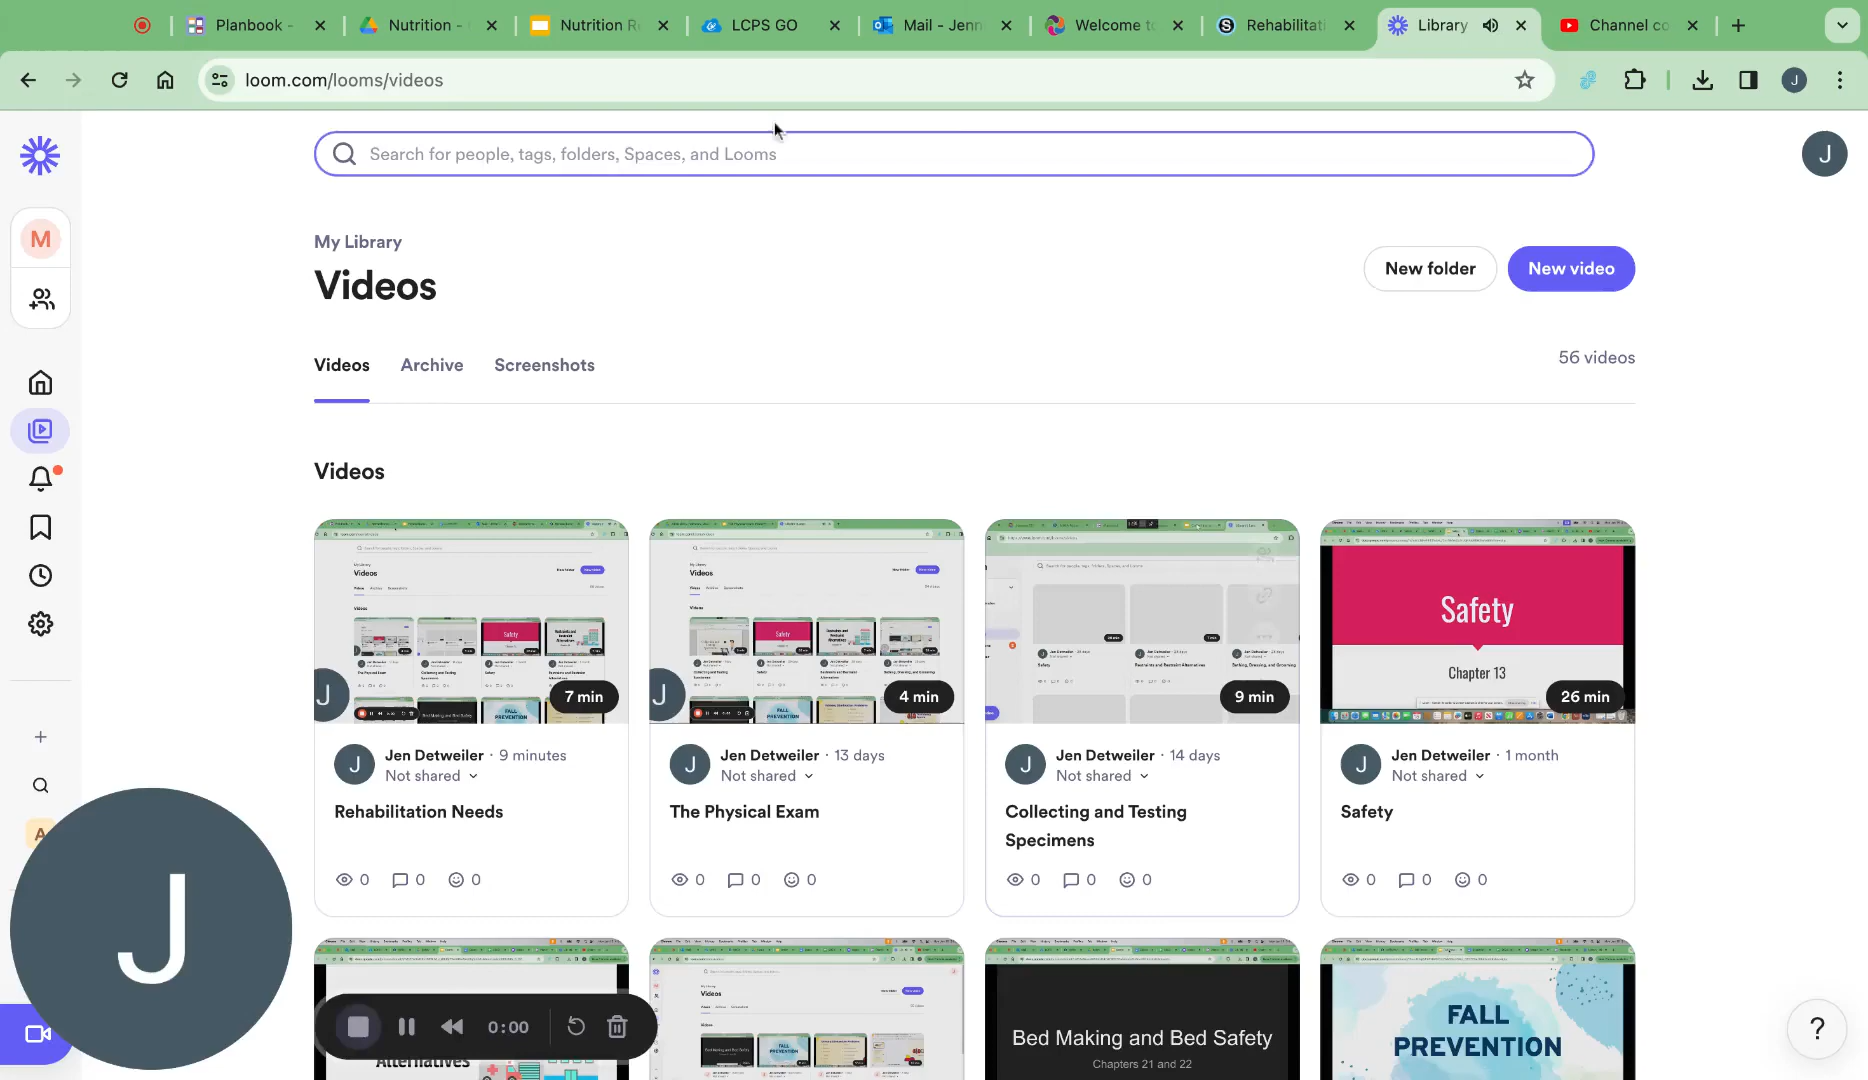 Planbook -
Nutrition -
Nutrition Re
LCPS GO
Mail - Jenn
Welcome to
Rehabilitati
Library
Channel co
loom.com/looms/videos
J
Search for people, tags, folders, Spaces, and Looms
J
M
My Library
Videos
New folder
New video
Videos
Archive
Screenshots
56 videos
Videos
7 min
4 min
9 min
Safety
Chapter 13
26 min
J
Jen Detweiler · 9 minutes
Not shared
Rehabilitation Needs
0 0 0
J
Jen Detweiler · 13 days
Not shared
The Physical Exam
0 0 0
J
Jen Detweiler · 14 days
Not shared
Collecting and Testing
Specimens
0 0 0
J
Jen Detweiler · 1 month
Not shared
Safety
0 0 0
A
J
0:00
Alternatives
Bed Making and Bed Safety
Chapters 21 and 22
FALL
PREVENTION
?